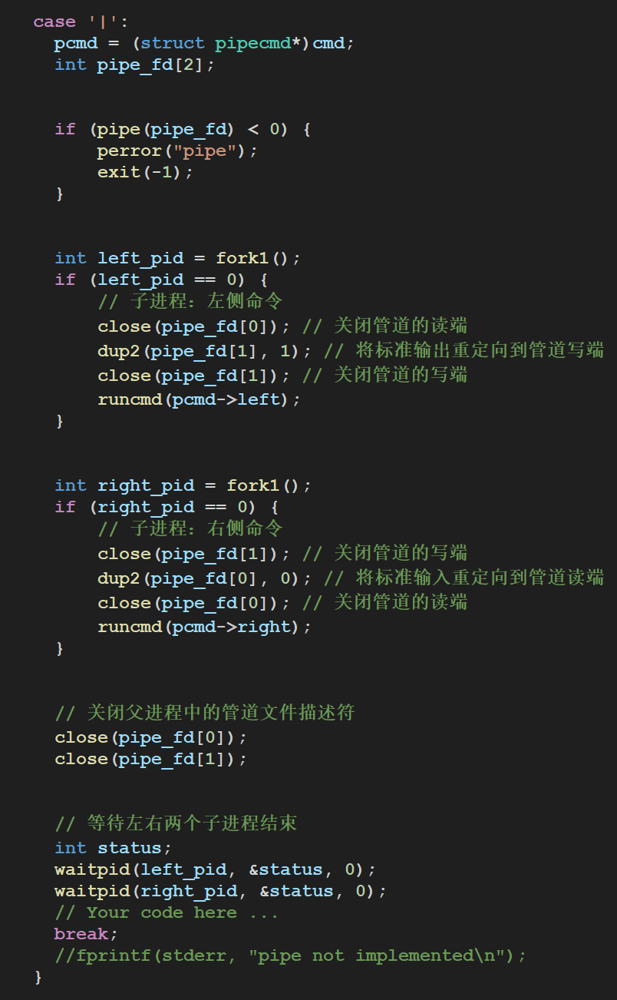 case '|':
pcmd = (struct pipecmd*)cmd;
int pipe_fd[2];
if (pipe(pipe_fd) < 0) {
perror("pipe");
exit(-1);
}
int left_pid = fork1();
if (left_pid == 0) {
// 子进程：左侧命令
close(pipe_fd[0]); // 关闭管道的读端
dup2(pipe_fd[1], 1); // 将标准输出重定向到管道写端
close(pipe_fd[1]); // 关闭管道的写端
runcmd(pcmd->left);
}
int right_pid = fork1();
if (right_pid == 0) {
// 子进程：右侧命令
close(pipe_fd[1]); // 关闭管道的写端
dup2(pipe_fd[0], 0); // 将标准输入重定向到管道读端
close(pipe_fd[0]); // 关闭管道的读端
runcmd(pcmd->right);
}
// 关闭父进程中的管道文件描述符
close(pipe_fd[0]);
close(pipe_fd[1]);
// 等待左右两个子进程结束
int status;
waitpid(left_pid, &status, 0);
waitpid(right_pid, &status, 0);
// Your code here ...
break;
//fprintf(stderr, "pipe not implemented\n");
}